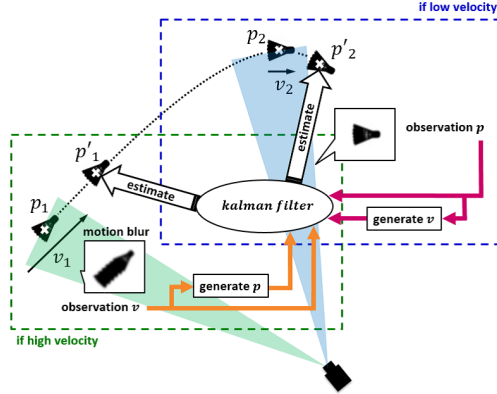 if low velocity
p₂
p′₂
v₂
estimate
observation p
p′₁
estimate
kalman filter
generate v
p₁
v₁
motion blur
generate p
observation v
if high velocity